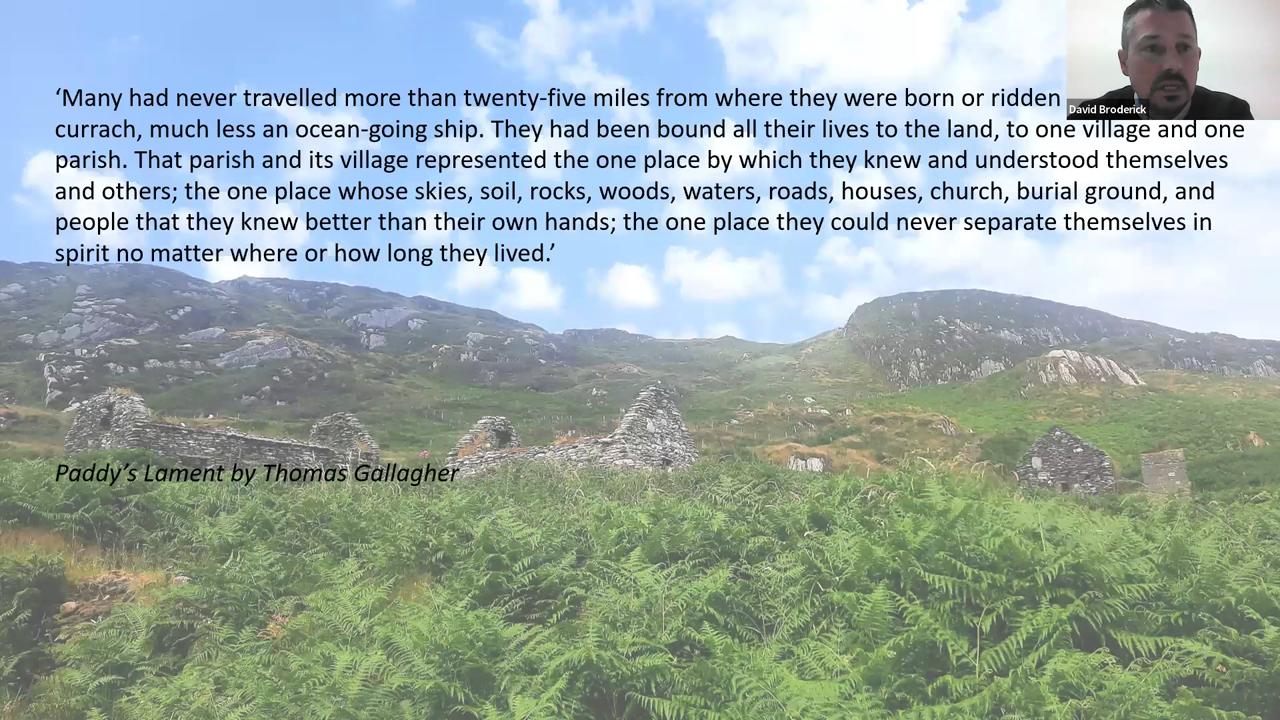 ‘Many had never travelled more than twenty-five miles from where they were born or ridden
David Broderick
currach, much less an ocean-going ship. They had been bound all their lives to the land, to one village and one
parish. That parish and its village represented the one place by which they knew and understood themselves
and others; the one place whose skies, soil, rocks, woods, waters, roads, houses, church, burial ground, and
people that they knew better than their own hands; the one place they could never separate themselves in
spirit no matter where or how long they lived.’
Paddy’s Lament by Thomas Gallagher